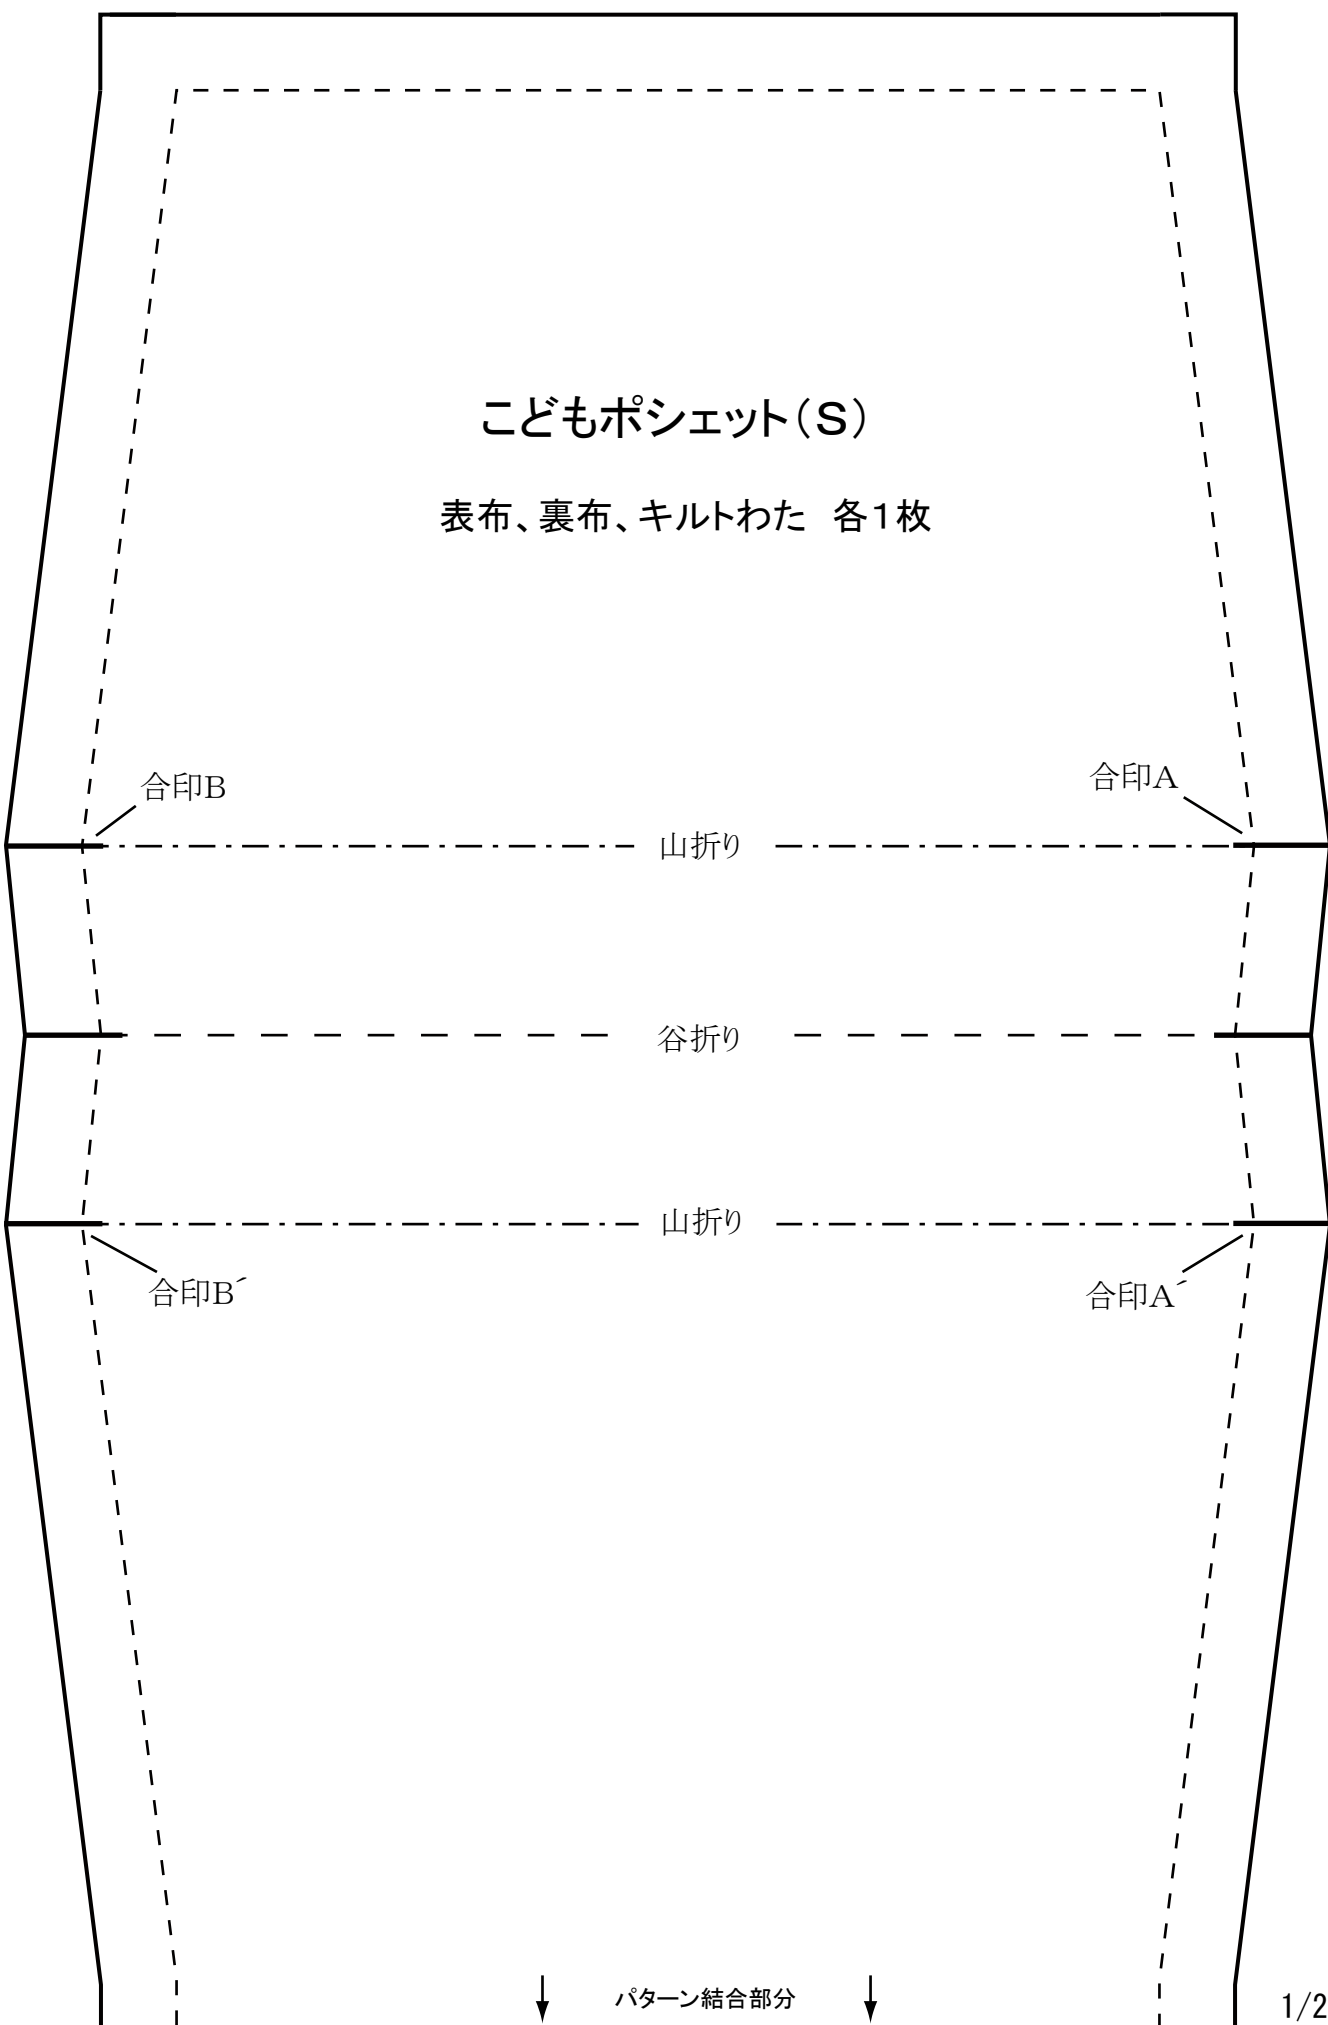 こどもポシェット（S）
表布、裏布、キルトわた　各１枚
合印B
合印A
山折り
谷折り
山折り
合印B´
合印A´
パターン結合部分
1/2